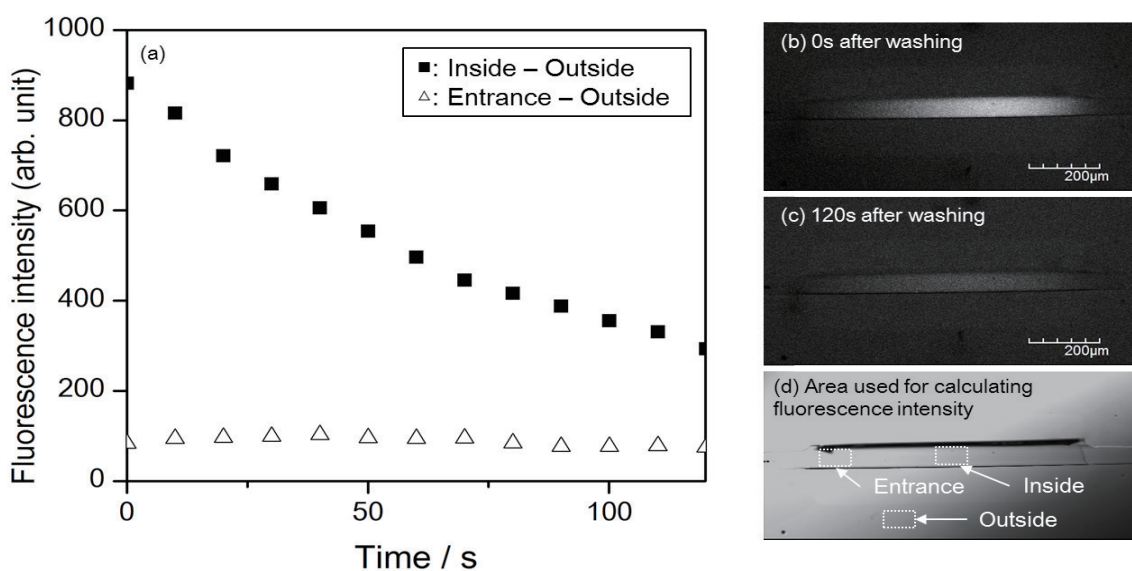 (a)
■: Inside – Outside
△: Entrance – Outside
Fluorescence intensity (arb. unit)
1000
800
600
400
200
0
0
50
100
Time / s
(b) 0s after washing
200μm
(c) 120s after washing
200μm
(d) Area used for calculating
fluorescence intensity
Entrance
Inside
Outside